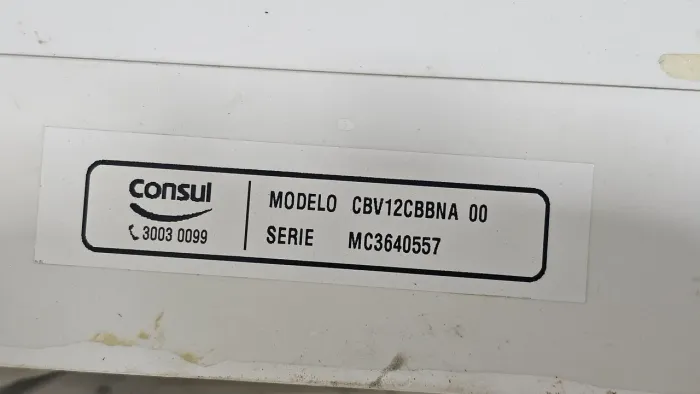 consul
3003 0099
MODELO CBV12CBBNA 00
SERIE MC3640557